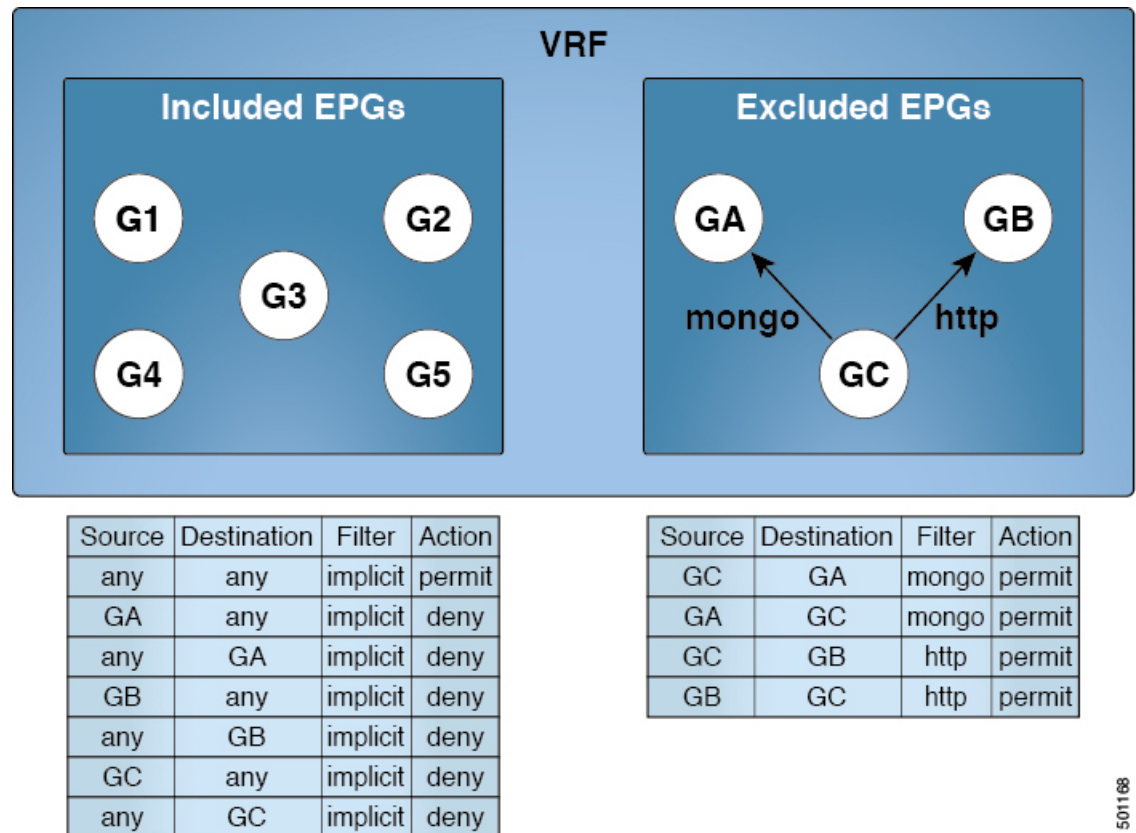 VRF
Included EPGs
G1
G2
G3
G4
G5
Excluded EPGs
GA
GB
mongo
http
GC
Source Destination Filter Action
any any implicit permit
GA any implicit deny
any GA implicit deny
GB any implicit deny
any GB implicit deny
GC any implicit deny
any GC implicit deny
Source Destination Filter Action
GC GA mongo permit
GA GC mongo permit
GC GB http permit
GB GC http permit
501168